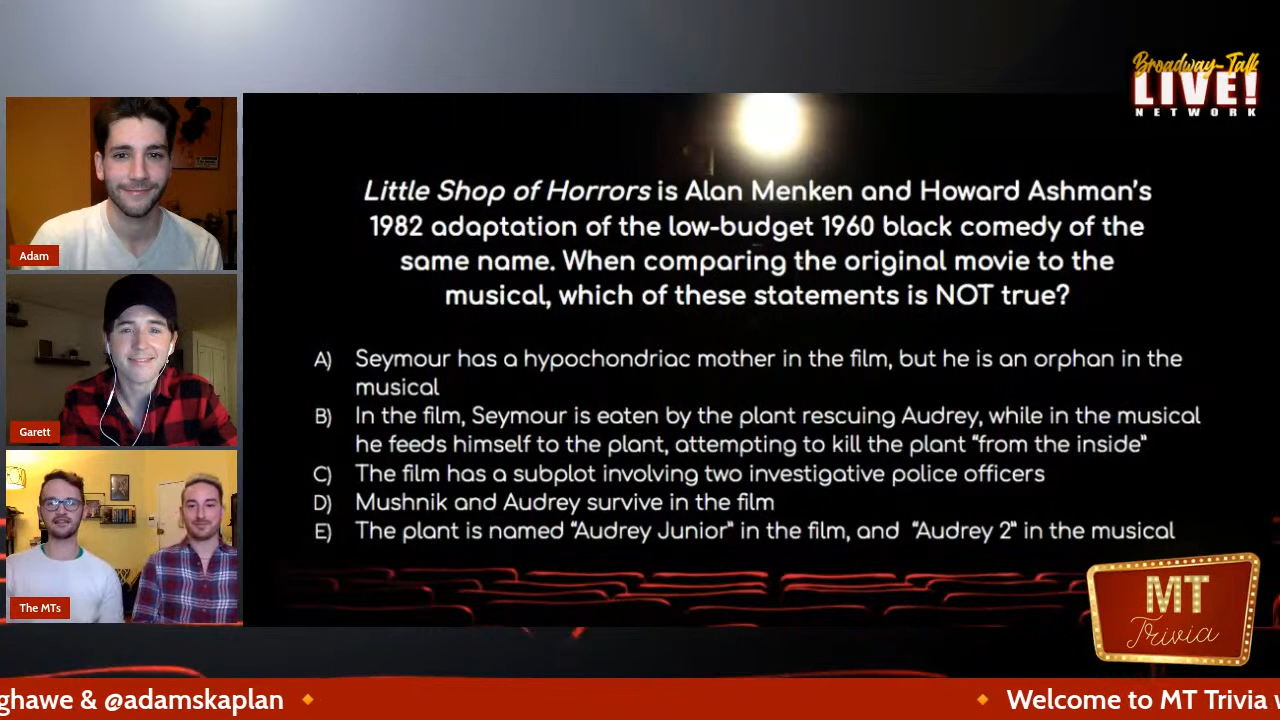 Broadway-Talk
LIVE!
NETWORK
Little Shop of Horrors is Alan Menken and Howard Ashman's
1982 adaptation of the low-budget 1960 black comedy of the
same name. When comparing the original movie to the
musical, which of these statements is NOT true?
A) Seymour has a hypochondriac mother in the film, but he is an orphan in the
musical
B) In the film, Seymour is eaten by the plant rescuing Audrey, while in the musical
he feeds himself to the plant, attempting to kill the plant “from the inside”
C) The film has a subplot involving two investigative police officers
D) Mushnik and Audrey survive in the film
E) The plant is named “Audrey Junior” in the film, and “Audrey 2” in the musical
Adam
Garett
The MTs
MT
Trivia
ghawe & @adamskaplan 🔸 🔸 Welcome to MT Trivia